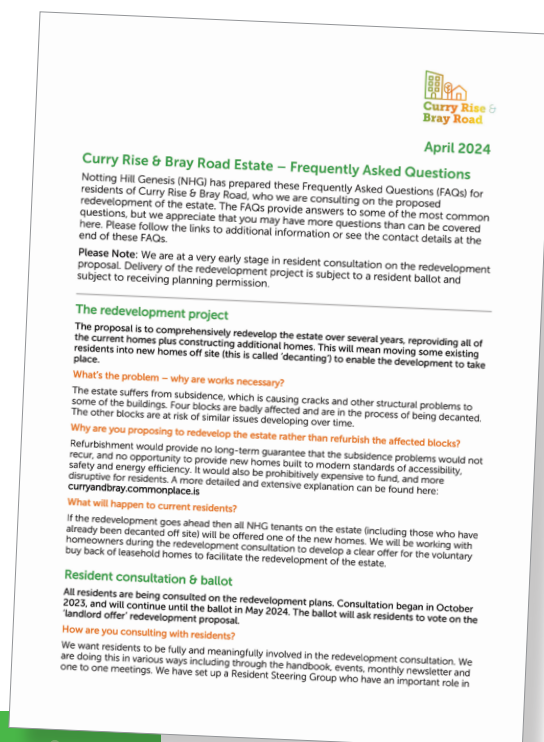 Curry Rise &
Bray Road
April 2024
Curry Rise & Bray Road Estate – Frequently Asked Questions
Notting Hill Genesis (NHG) has prepared these Frequently Asked Questions (FAQs) for
residents of Curry Rise & Bray Road, who we are consulting on the proposed
redevelopment of the estate. The FAQs provide answers to some of the most common
questions, but we appreciate that you may have more questions than can be covered
here. Please follow the links to additional information or see the contact details at the
end of these FAQs.
Please Note: We are at a very early stage in resident consultation on the redevelopment
proposal. Delivery of the redevelopment project is subject to a resident ballot and
subject to receiving planning permission.
The redevelopment project
The proposal is to comprehensively redevelop the estate over several years, reproviding all of
the current homes plus constructing additional homes. This will mean moving some existing
residents into new homes off site (this is called 'decanting') to enable the development to take
place.
What's the problem – why are works necessary?
The estate suffers from subsidence, which is causing cracks and other structural problems to
some of the buildings. Four blocks are badly affected and are in the process of being decanted.
The other blocks are at risk of similar issues developing over time.
Why are you proposing to redevelop the estate rather than refurbish the affected blocks?
Refurbishment would provide no long-term guarantee that the subsidence problems would not
recur, and no opportunity to provide new homes built to modern standards of accessibility,
safety and energy efficiency. It would also be prohibitively expensive to fund, and more
disruptive for residents. A more detailed and extensive explanation can be found here:
curryandbray.commonplace.is
What will happen to current residents?
If the redevelopment goes ahead then all NHG tenants on the estate (including those who have
already been decanted off site) will be offered one of the new homes. We will be working with
homeowners during the redevelopment consultation to develop a clear offer for the voluntary
buy back of leasehold homes to facilitate the redevelopment of the estate.
Resident consultation & ballot
All residents are being consulted on the redevelopment plans. Consultation began in October
2023, and will continue until the ballot in May 2024. The ballot will ask residents to vote on the
'landlord offer' redevelopment proposal.
How are you consulting with residents?
We want residents to be fully and meaningfully involved in the redevelopment consultation. We
are doing this in various ways including through the handbook, events, monthly newsletter and
one to one meetings. We have set up a Resident Steering Group who have an important role in